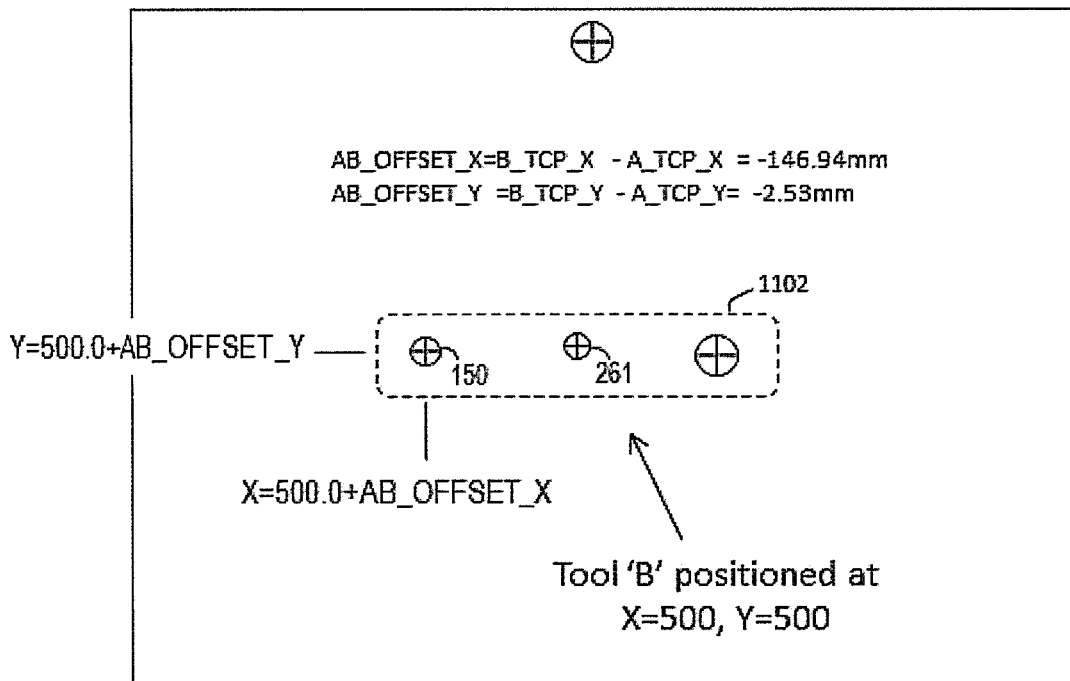 AB_OFFSET_X=B_TCP_X - A_TCP_X = -146.94mm
AB_OFFSET_Y =B_TCP_Y - A_TCP_Y= -2.53mm
1102
Y=500.0+AB_OFFSET_Y
150
261
X=500.0+AB_OFFSET_X
Tool 'B' positioned at
X=500, Y=500